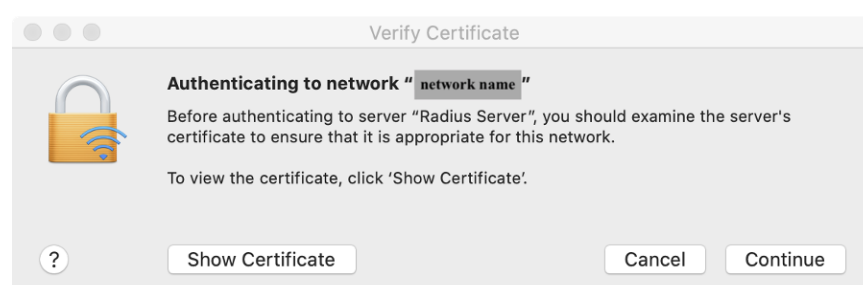 Verify Certificate
Authenticating to network “ network name ”
Before authenticating to server “Radius Server”, you should examine the server's
certificate to ensure that it is appropriate for this network.
To view the certificate, click ‘Show Certificate’.
? Show Certificate Cancel Continue